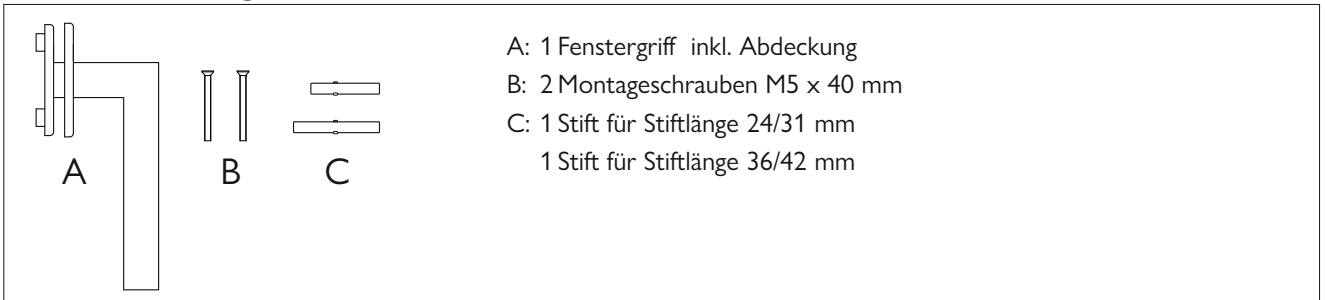 A: 1 Fenstergriff inkl. Abdeckung
B: 2 Montageschrauben M5 x 40 mm
C: 1 Stift für Stiftlänge 24/31 mm
1 Stift für Stiftlänge 36/42 mm
A B C